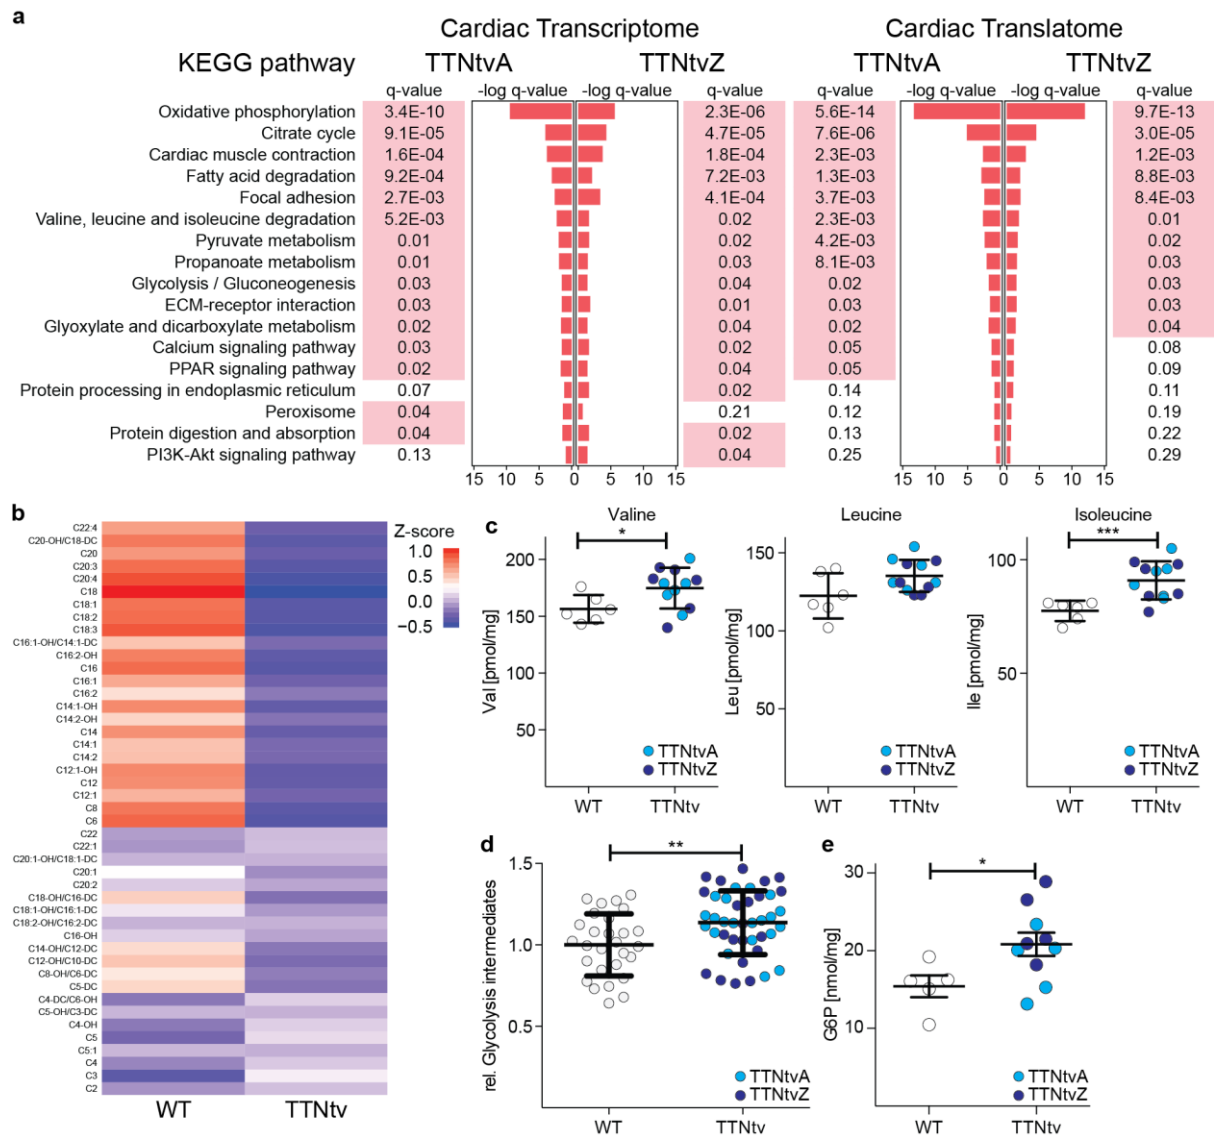 a
Cardiac Transcriptome Cardiac Translatome
KEGG pathway TTNtvA TTNtvZ TTNtvA TTNtvZ
q-value -log q-value -log q-value q-value q-value -log q-value -log q-value q-value
Oxidative phosphorylation 3.4E-10 2.3E-06 5.6E-14 9.7E-13
Citrate cycle 9.1E-05 4.7E-05 7.6E-06 3.0E-05
Cardiac muscle contraction 1.6E-04 1.8E-04 2.3E-03 1.2E-03
Fatty acid degradation 9.2E-04 7.2E-03 1.3E-03 8.8E-03
Focal adhesion 2.7E-03 4.1E-04 3.7E-03 8.4E-03
Valine, leucine and isoleucine degradation 5.2E-03 0.02 2.3E-03 0.01
Pyruvate metabolism 0.01 0.02 4.2E-03 0.02
Propanoate metabolism 0.01 0.03 8.1E-03 0.03
Glycolysis / Gluconeogenesis 0.03 0.04 0.02 0.03
ECM-receptor interaction 0.03 0.01 0.03 0.03
Glyoxylate and dicarboxylate metabolism 0.02 0.04 0.02 0.04
Calcium signaling pathway 0.03 0.02 0.05 0.08
PPAR signaling pathway 0.02 0.04 0.05 0.09
Protein processing in endoplasmic reticulum 0.07 0.02 0.14 0.11
Peroxisome 0.04 0.21 0.12 0.19
Protein digestion and absorption 0.04 0.02 0.13 0.22
PI3K-Akt signaling pathway 0.13 0.04 0.25 0.29
15 10 5 0 5 10 15 15 10 5 0 5 10 15
b
C22:4
C20-OH/C18-DC
C20
C20:3
C20:4
C18
C18:1
C18:2
C18:3
C16:1-OH/C14:1-DC
C16:2-OH
C16
C16:1
C16:2
C14:1-OH
C14:2-OH
C14
C14:1
C14:2
C12:1-OH
C12
C12:1
C8
C6
C22
C22:1
C20:1-OH/C18:1-DC
C20:1
C20:2
C18-OH/C16-DC
C18:1-OH/C16:1-DC
C18:2-OH/C16:2-DC
C16-OH
C14-OH/C12-DC
C12-OH/C10-DC
C8-OH/C6-DC
C5-DC
C4-DC/C6-OH
C5-OH/C3-DC
C4-OH
C5
C5:1
C4
C3
C2
WT TTNtv
Z-score
1.0
0.5
0.0
−0.5
c
Valine
*
Val [pmol/mg]
200
150
100
50
TTNtvA
TTNtvZ
WT TTNtv
Leucine
Leu [pmol/mg]
150
100
50
TTNtvA
TTNtvZ
WT TTNtv
Isoleucine
***
Ile [pmol/mg]
100
50
TTNtvA
TTNtvZ
WT TTNtv
d
**
rel. Glycolysis intermediates
1.5
1.0
0.5
TTNtvA
TTNtvZ
WT TTNtv
e
*
G6P [nmol/mg]
30
20
10
TTNtvA
TTNtvZ
WT TTNtv